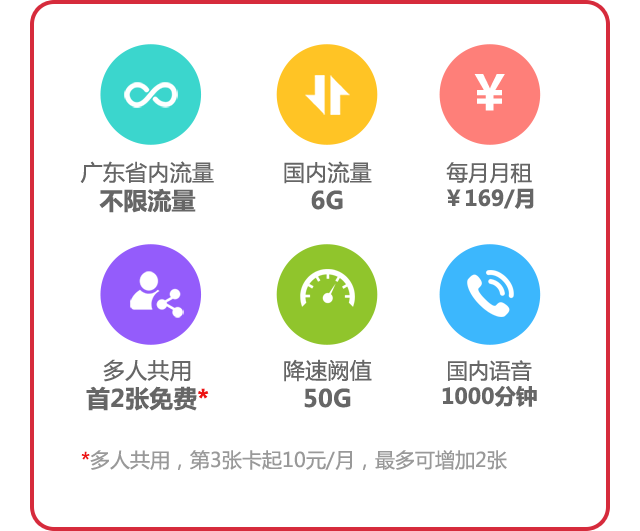 ¥
广东省内流量
不限流量
国内流量
6G
每月月租
¥169/月
多人共用
首2张免费*
降速阙值
50G
国内语音
1000分钟
*多人共用，第3张卡起10元/月，最多可增加2张